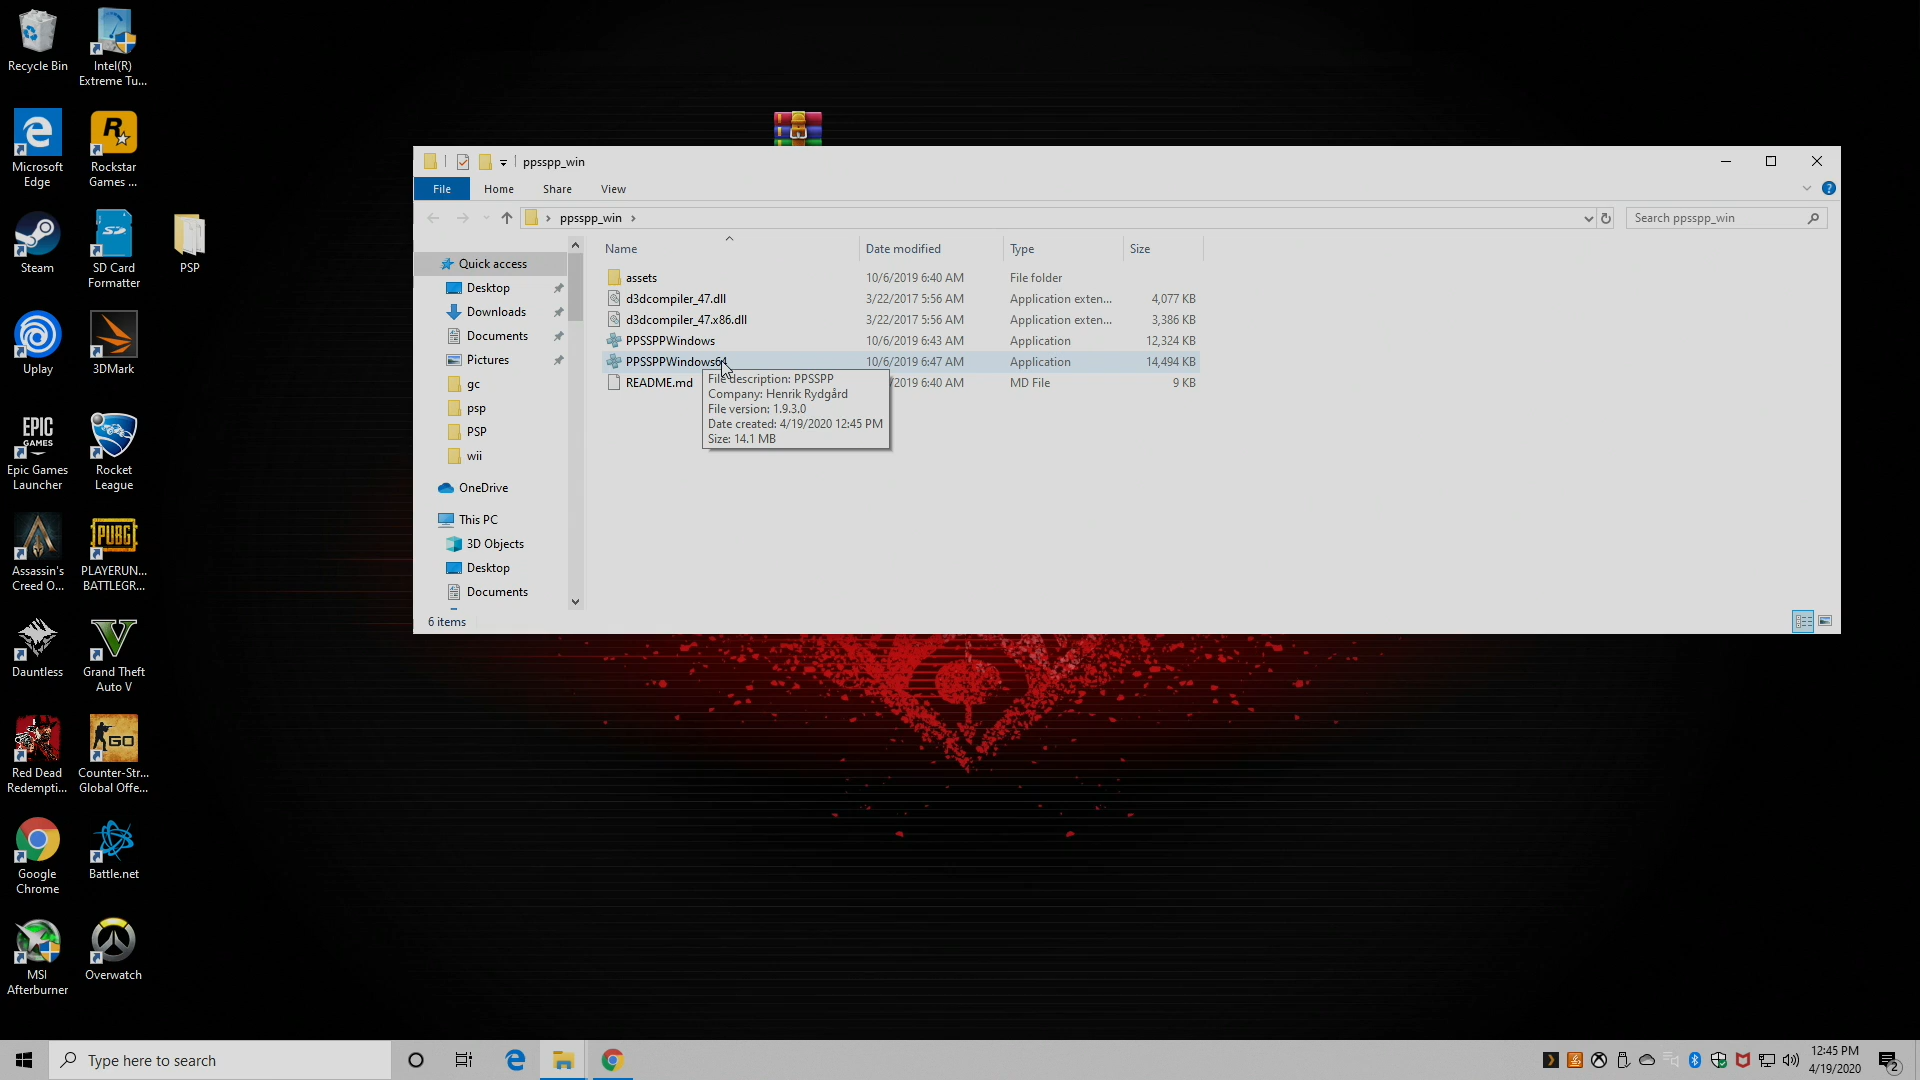 Recycle Bin
Intel(R)
Extreme Tu...
Microsoft
Edge
Rockstar
Games ...
Steam
SD Card
Formatter
PSP
Uplay
3DMark
EPIC
GAMES
Epic Games
Launcher
Rocket
League
Assassin's
Creed O...
PUBG
PLAYERUN...
BATTLEGR...
Dauntless
Grand Theft
Auto V
Red Dead
Redempti...
GO
Counter-Str...
Global Offe...
Google
Chrome
Battle.net
MSI
Afterburner
Overwatch
ppsspp_win
File
Home
Share
View
ppsspp_win
Search ppsspp_win
Name
Date modified
Type
Size
Quick access
Desktop
Downloads
Documents
Pictures
gc
psp
PSP
wii
OneDrive
This PC
3D Objects
Desktop
Documents
assets 10/6/2019 6:40 AM File folder
d3dcompiler_47.dll 3/22/2017 5:56 AM Application exten... 4,077 KB
d3dcompiler_47.x86.dll 3/22/2017 5:56 AM Application exten... 3,386 KB
PPSSPPWindows 10/6/2019 6:43 AM Application 12,324 KB
PPSSPPWindows64 10/6/2019 6:47 AM Application 14,494 KB
README.md /2019 6:40 AM MD File 9 KB
File description: PPSSPP
Company: Henrik Rydgård
File version: 1.9.3.0
Date created: 4/19/2020 12:45 PM
Size: 14.1 MB
6 items
Type here to search
12:45 PM
4/19/2020
2